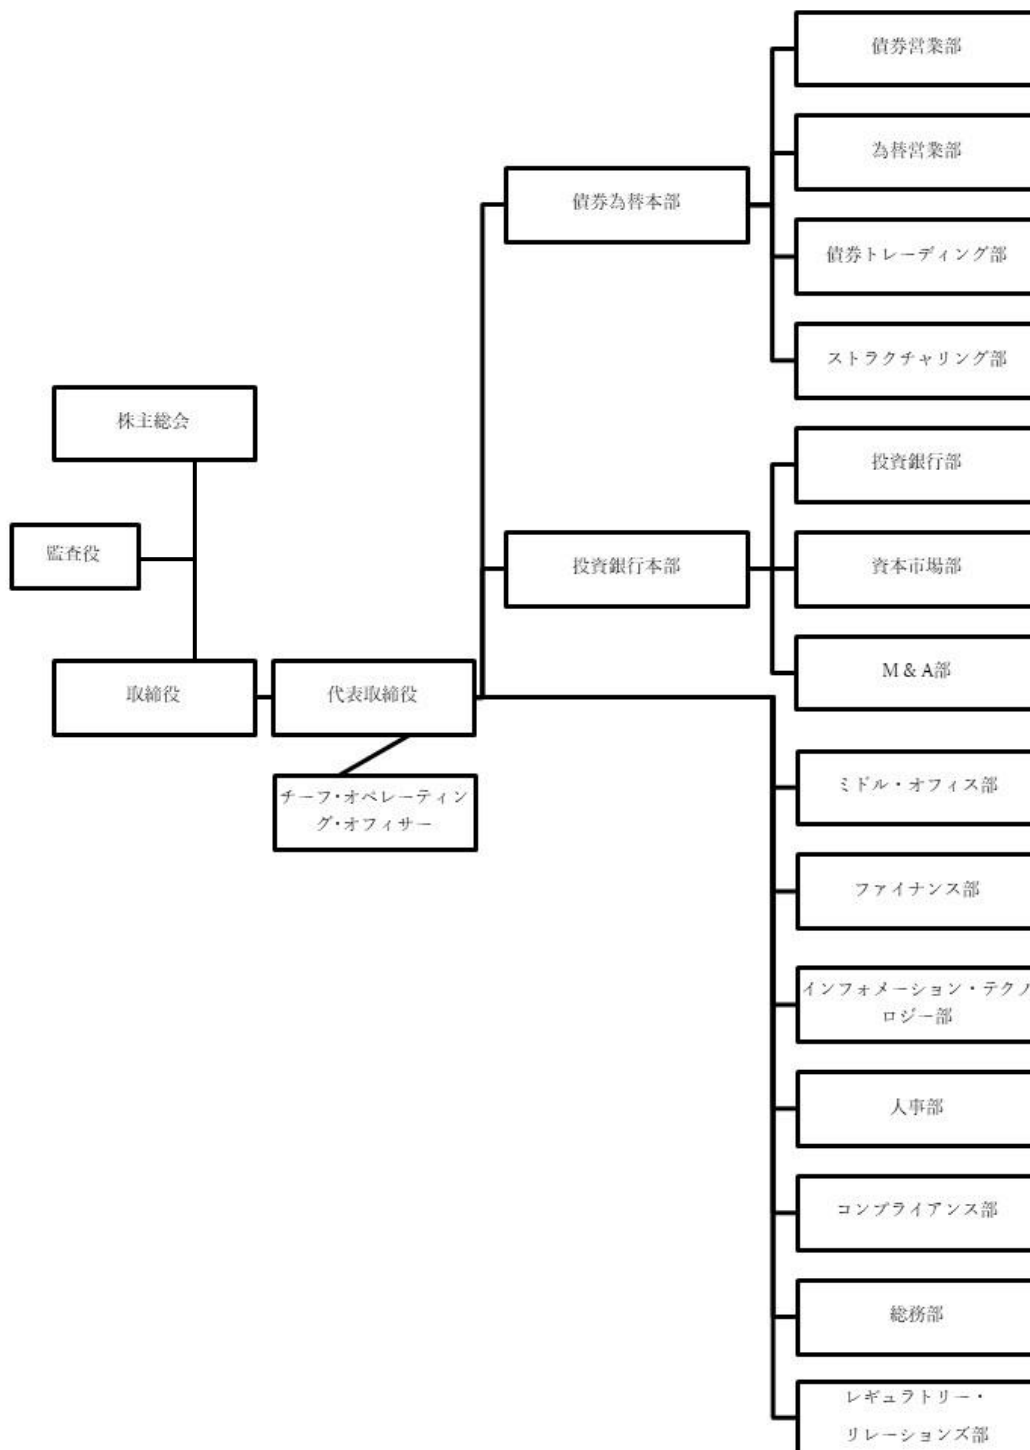 株主総会
監査役
取締役
代表取締役
チーフ・オペレーティン
グ・オフィサー
債券為替本部
債券営業部
為替営業部
債券トレーディング部
ストラクチャリング部
投資銀行本部
投資銀行部
資本市場部
M & A部
ミドル・オフィス部
ファイナンス部
インフォメーション・テクノ
ロジー部
人事部
コンプライアンス部
総務部
レギュラトリー・
リレーションズ部